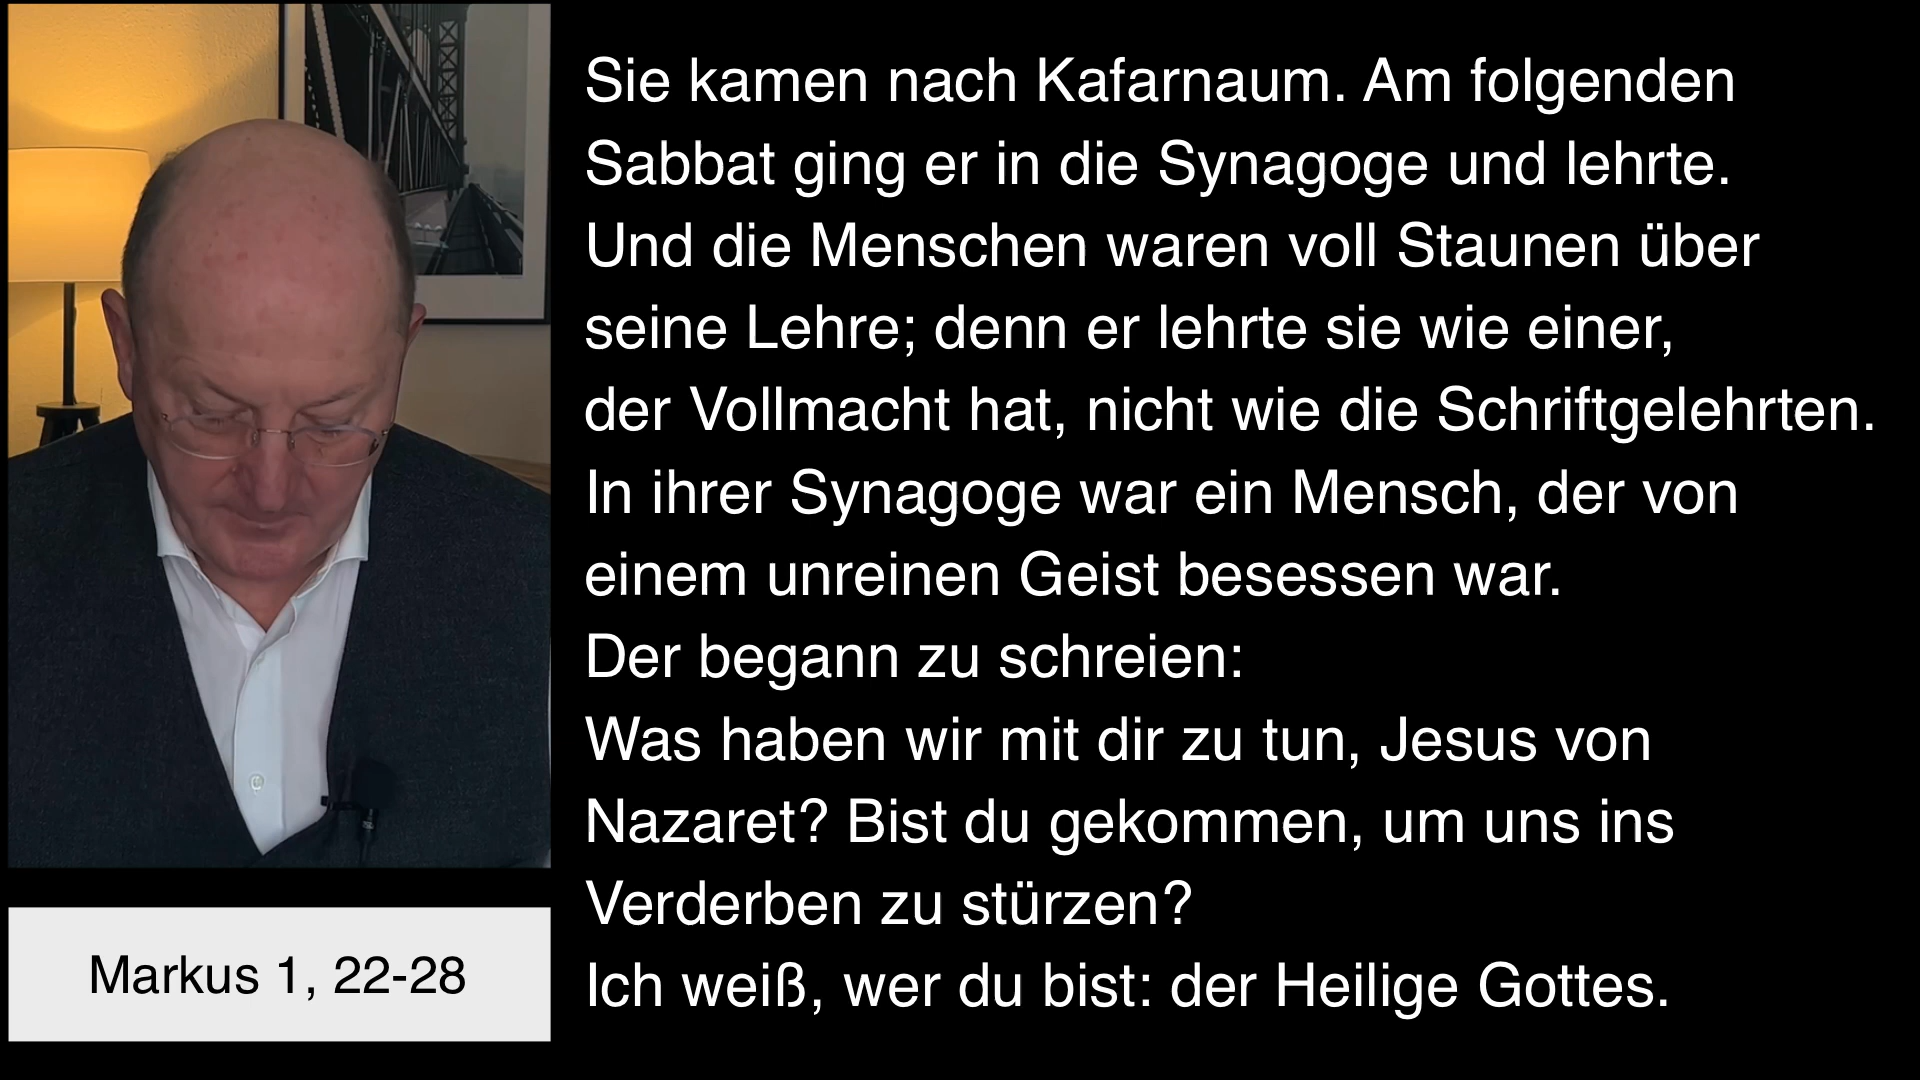 Sie kamen nach Kafarnaum. Am folgenden
Sabbat ging er in die Synagoge und lehrte.
Und die Menschen waren voll Staunen über
seine Lehre; denn er lehrte sie wie einer,
der Vollmacht hat, nicht wie die Schriftgelehrten.
In ihrer Synagoge war ein Mensch, der von
einem unreinen Geist besessen war.
Der begann zu schreien:
Was haben wir mit dir zu tun, Jesus von
Nazaret? Bist du gekommen, um uns ins
Verderben zu stürzen?
Ich weiß, wer du bist: der Heilige Gottes.
Markus 1, 22-28